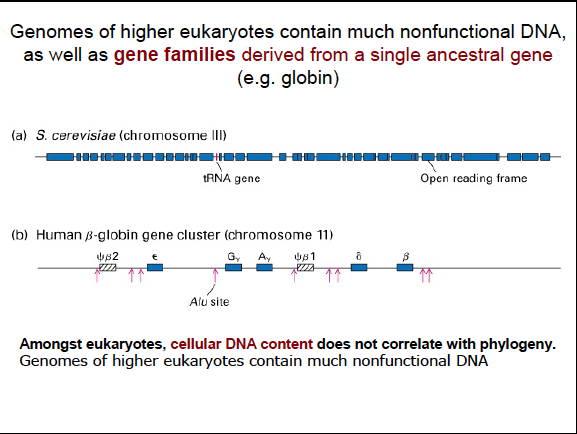 Genomes of higher eukaryotes contain much nonfunctional DNA,
as well as gene families derived from a single ancestral gene
(e.g. globin)
(a) S. cerevisiae (chromosome III)
tRNA gene Open reading frame
(b) Human β-globin gene cluster (chromosome 11)
ψβ2 ϵ Gγ Aγ ψβ1 δ β
Alu site
Amongst eukaryotes, cellular DNA content does not correlate with phylogeny.
Genomes of higher eukaryotes contain much nonfunctional DNA